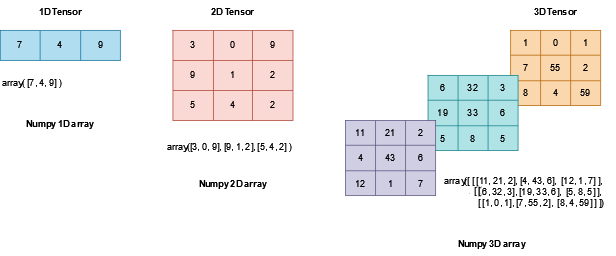 1D Tensor
7 4 9
array( [7, 4, 9] )
Numpy 1D array
2D Tensor
3 0 9
9 1 2
5 4 2
array([3, 0, 9], [9, 1, 2], [5, 4, 2] )
Numpy 2D array
3D Tensor
1 0 1
7 55 2
8 4 59
6 32 3
19 33 6
5 8 5
11 21 2
4 43 6
12 1 7
array([ [ [11, 21, 2], [4, 43, 6], [12, 1, 7] ],
[ [6, 32, 3], [19, 33, 6], [5, 8, 5] ],
[ [1, 0, 1], [7, 55, 2], [8, 4, 59] ] ])
Numpy 3D array